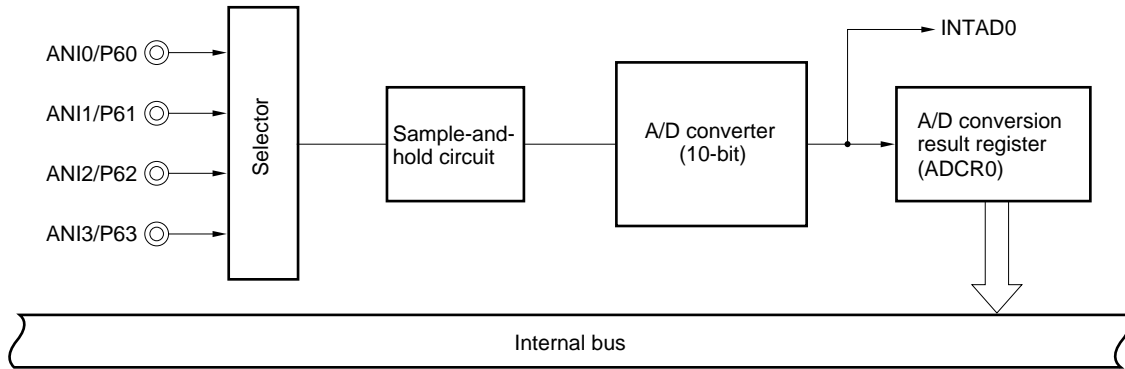 INTAD0
ANI0/P60
ANI1/P61
ANI2/P62
ANI3/P63
Selector
Sample-and-
hold circuit
A/D converter
(10-bit)
A/D conversion
result register
(ADCR0)
Internal bus